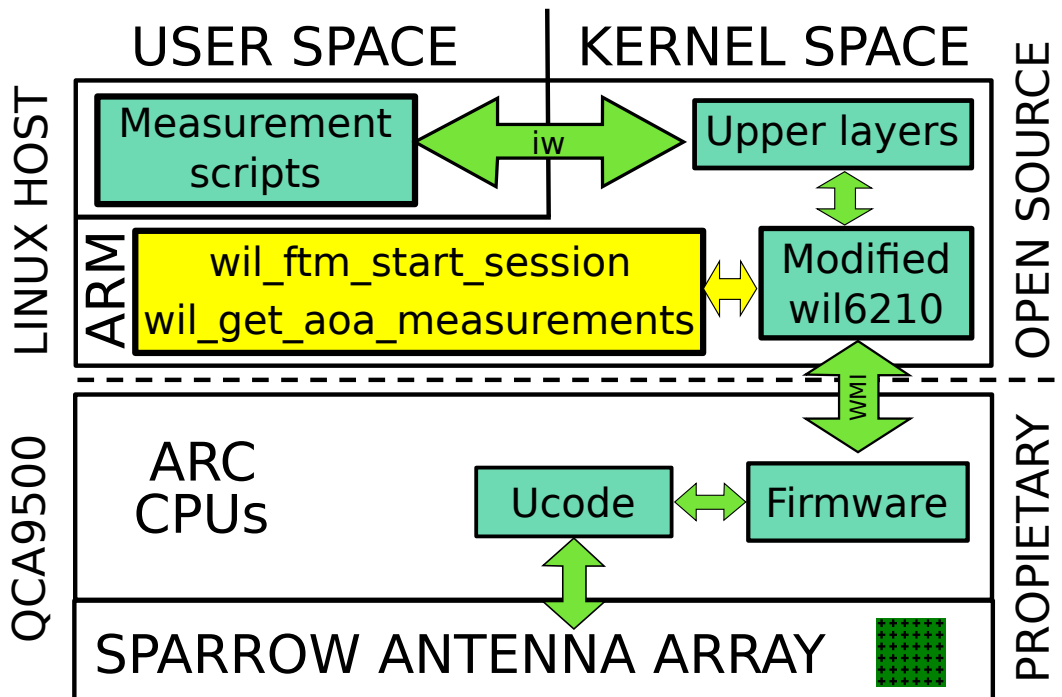 USER SPACE
KERNEL SPACE
LINUX HOST
OPEN SOURCE
Measurement
scripts
iw
Upper layers
ARM
wil_ftm_start_session
wil_get_aoa_measurements
Modified
wil6210
WMI
QCA9500
PROPIETARY
ARC
CPUs
Ucode
Firmware
SPARROW ANTENNA ARRAY